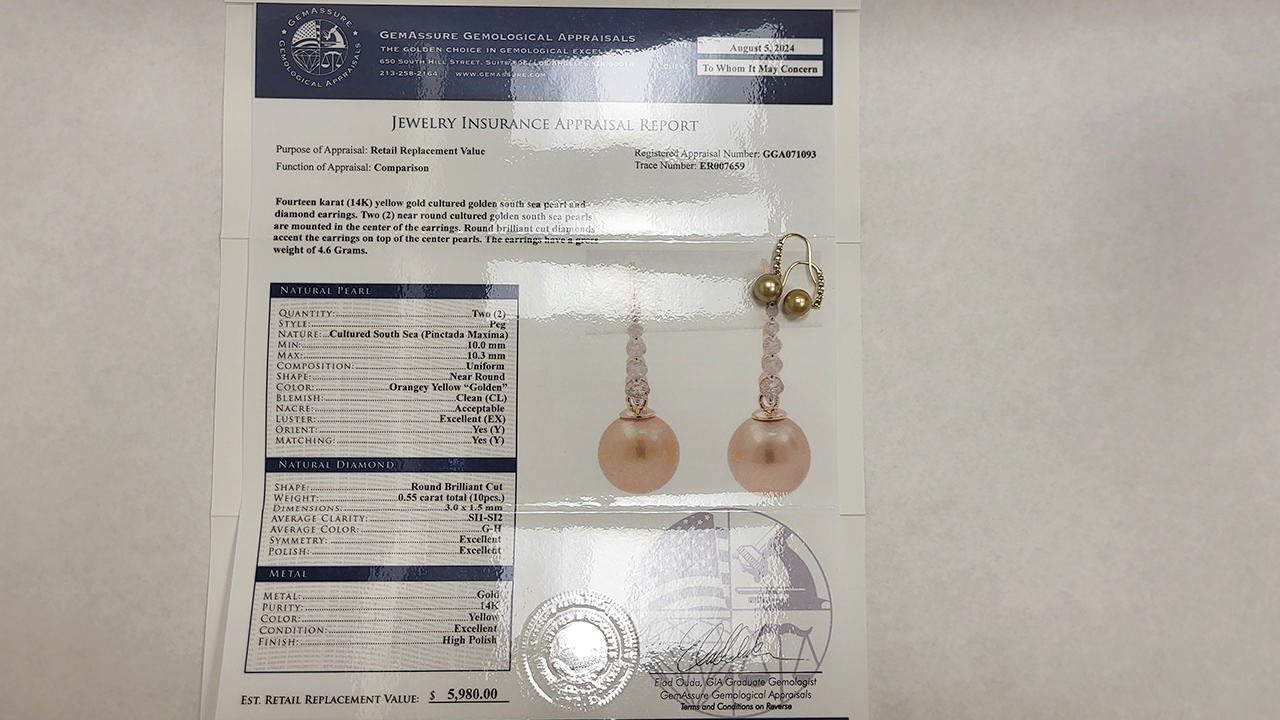 GEMASSURE
GEMOLOGICAL APPRAISALS
GEMASSURE GEMOLOGICAL APPRAISALS
THE GOLDEN CHOICE IN GEMOLOGICAL
650 SOUTH HILL STREET, LOS ANGELES,
213-258-2164 | WWW.GEMASSURE.COM
August 5, 2024
To Whom It May Concern
JEWELRY INSURANCE APPRAISAL REPORT
Purpose of Appraisal: Retail Replacement Value
Function of Appraisal: Comparison
Registered Appraisal Number: GGA071093
Trace Number: ER007659
Fourteen karat (14K) yellow gold cultured golden south sea pearl and
diamond earrings. Two (2) near round cultured golden south sea pearls
are mounted in the center of the earrings. Round brilliant cut diamonds
accent the earrings on top of the center pearls. The earrings have a gross
weight of 4.6 Grams.
NATURAL PEARL
QUANTITY: Two (2)
STYLE: Peg
NATURE: Cultured South Sea (Pinctada Maxima)
MIN: 10.0 mm
MAX: 10.3 mm
COMPOSITION: Uniform
SHAPE: Near Round
COLOR: Orangey Yellow “Golden”
BLEMISH: Clean (CL)
NACRE: Acceptable
LUSTER: Excellent (EX)
ORIENT: Yes (Y)
MATCHING: Yes (Y)
NATURAL DIAMOND
SHAPE: Round Brilliant Cut
WEIGHT: 0.55 carat total (10pcs.)
DIMENSIONS: 3.0 x 1.5 mm
AVERAGE CLARITY: SI1-SI2
AVERAGE COLOR: G-H
SYMMETRY: Excellent
POLISH: Excellent
METAL
METAL: Gold
PURITY: 14K
COLOR: Yellow
CONDITION: Excellent
FINISH: High Polish
EST. RETAIL REPLACEMENT VALUE: $ 5,980.00
Elad Ouda, GIA Graduate Gemologist
GemAssure Gemological Appraisals
Terms and Conditions on Reverse